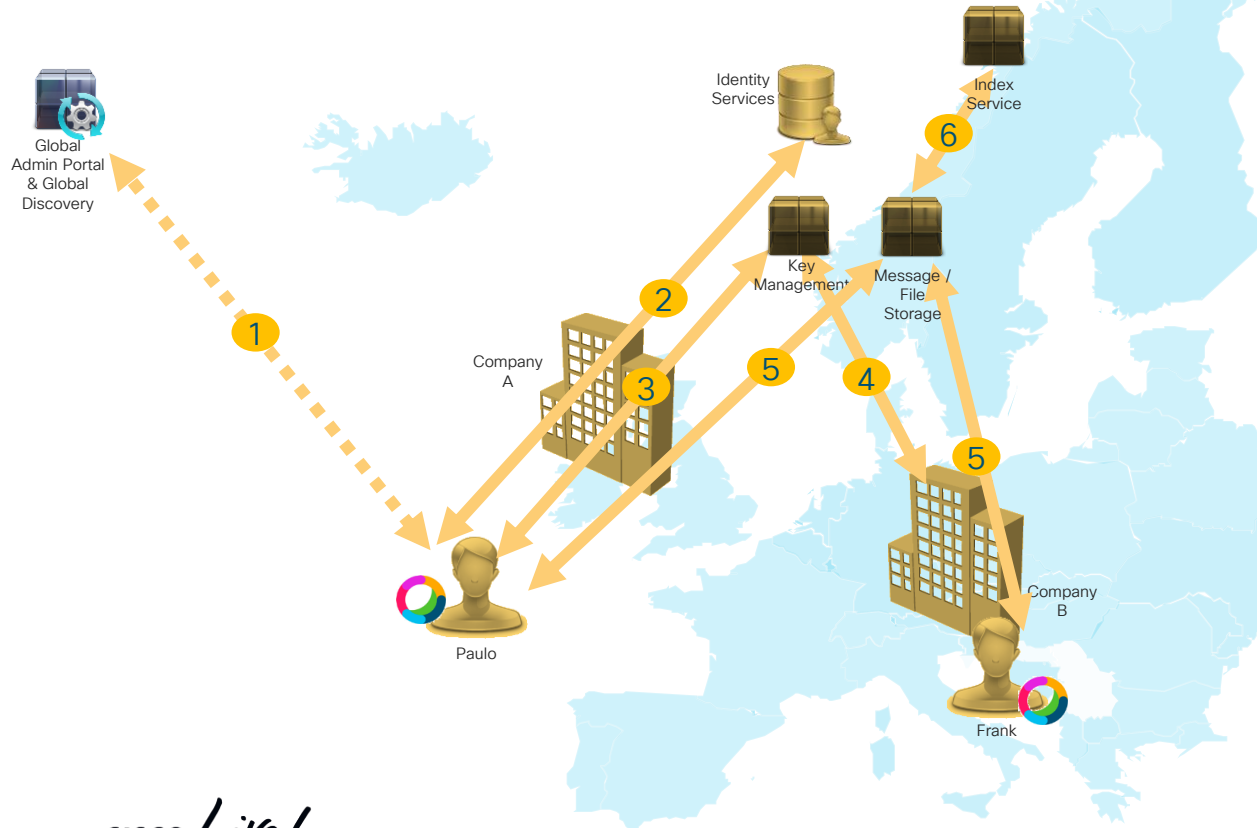 Identity
Services
Index
Service
6
Global
Admin Portal
& Global
Discovery
Key
Management
Message /
File
Storage
2
1
Company
A
5
4
3
5
Company
B
Paulo
Frank